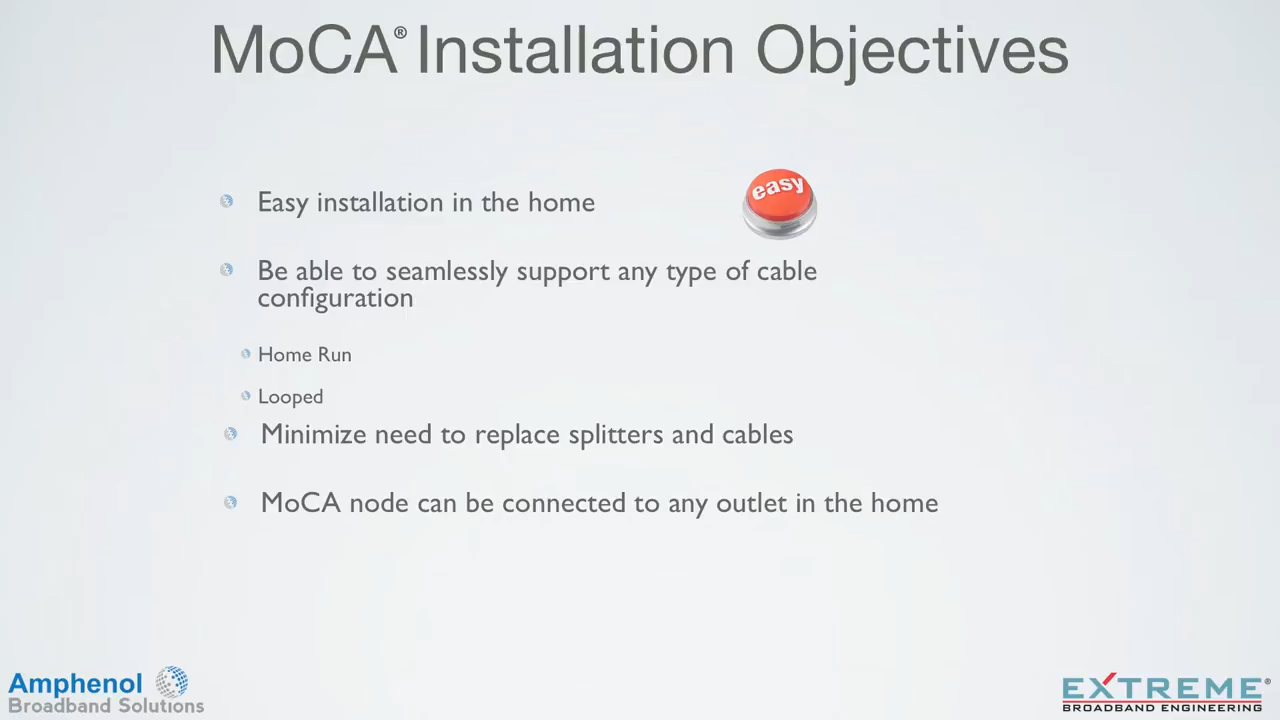 MoCA® Installation Objectives
Easy installation in the home
easy
Be able to seamlessly support any type of cable
configuration
Home Run
Looped
Minimize need to replace splitters and cables
MoCA node can be connected to any outlet in the home
Amphenol
Broadband Solutions
EXTREME®
BROADBAND ENGINEERING